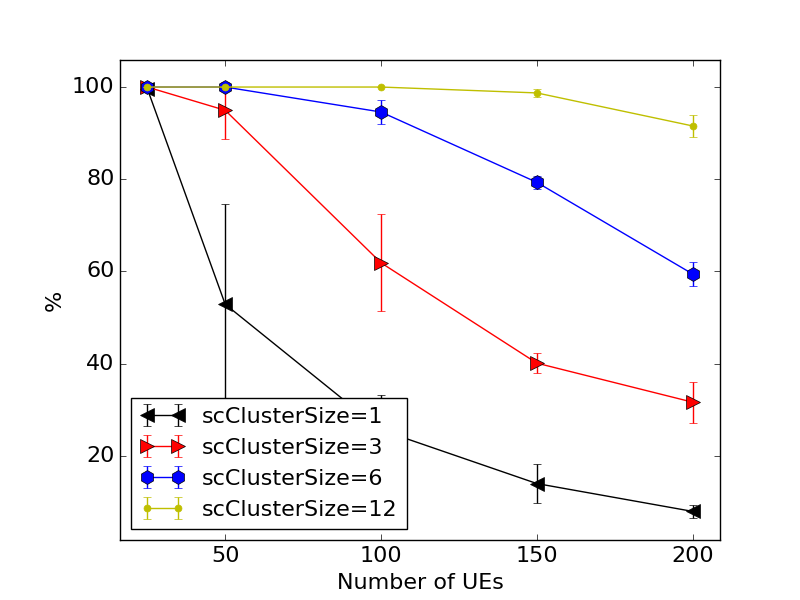 100
80
60
40
20
%
scClusterSize=1
scClusterSize=3
scClusterSize=6
scClusterSize=12
50 100 150 200
Number of UEs